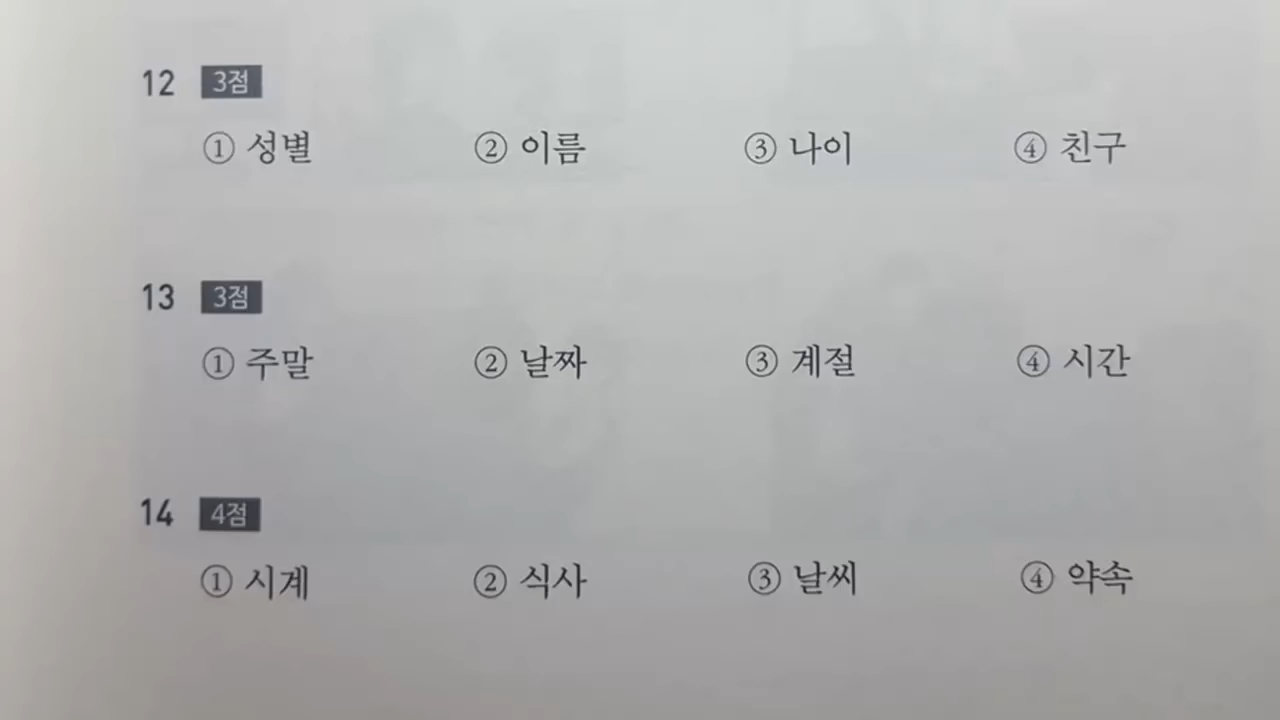 12 3점
① 성별 ② 이름 ③ 나이 ④ 친구
13 3점
① 주말 ② 날짜 ③ 계절 ④ 시간
14 4점
① 시계 ② 식사 ③ 날씨 ④ 약속